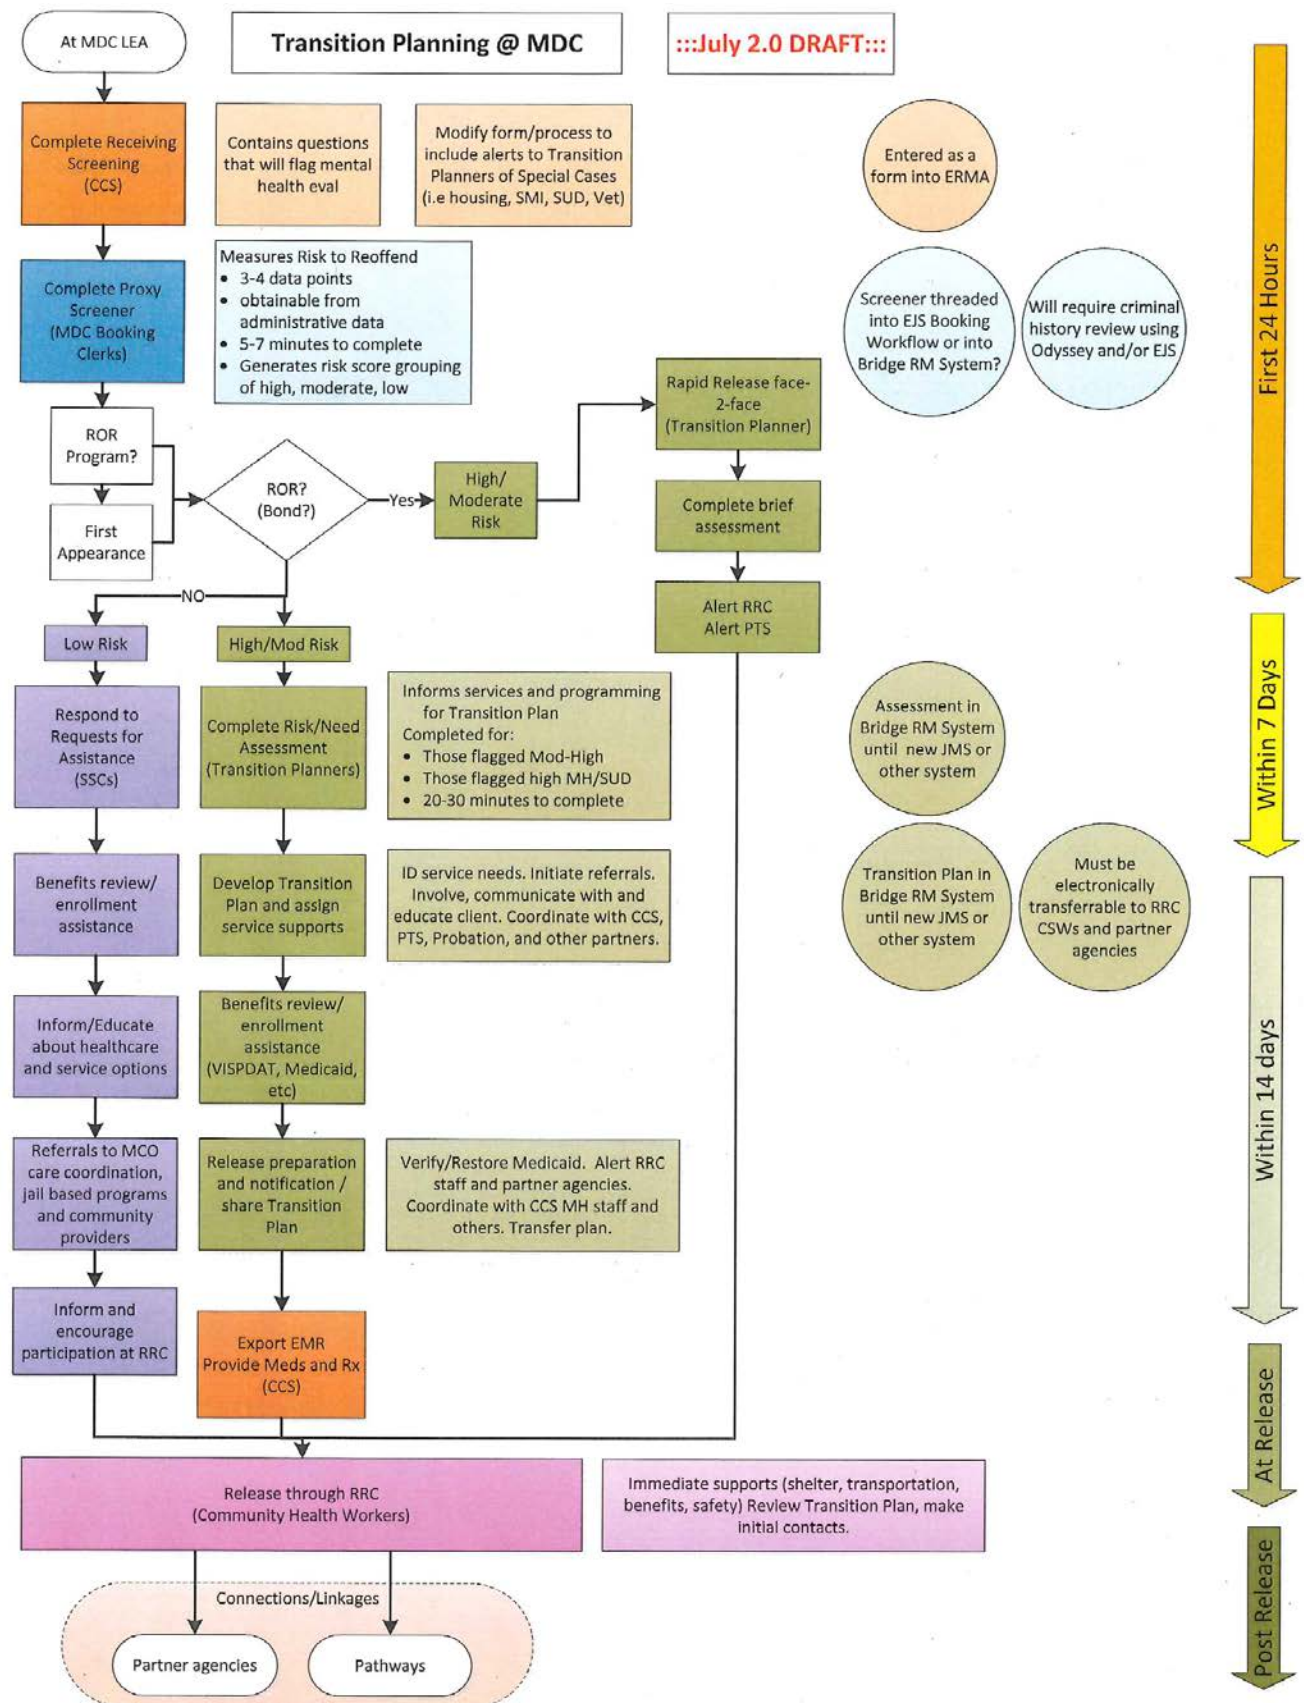 At MDC LEA
Transition Planning @ MDC
:::July 2.0 DRAFT:::
Complete Receiving
Screening
(CCS)
Contains questions
that will flag mental
health eval
Modify form/process to
include alerts to Transition
Planners of Special Cases
(i.e housing, SMI, SUD, Vet)
Entered as a
form into ERMA
First 24 Hours
Complete Proxy
Screener
(MDC Booking
Clerks)
Measures Risk to Reoffend
• 3-4 data points
• obtainable from
administrative data
• 5-7 minutes to complete
• Generates risk score grouping
of high, moderate, low
Screener threaded
into EJS Booking
Workflow or into
Bridge RM System?
Will require criminal
history review using
Odyssey and/or EJS
Rapid Release face-
2-face
(Transition Planner)
ROR
Program?
ROR?
(Bond?)
Yes
High/
Moderate
Risk
Complete brief
assessment
First
Appearance
NO
Alert RRC
Alert PTS
Low Risk
High/Mod Risk
Within 7 Days
Respond to
Requests for
Assistance
(SSCs)
Complete Risk/Need
Assessment
(Transition Planners)
Informs services and programming
for Transition Plan
Completed for:
• Those flagged Mod-High
• Those flagged high MH/SUD
• 20-30 minutes to complete
Assessment in
Bridge RM System
until new JMS or
other system
Benefits review/
enrollment
assistance
Develop Transition
Plan and assign
service supports
ID service needs. Initiate referrals.
Involve, communicate with and
educate client. Coordinate with CCS,
PTS, Probation, and other partners.
Transition Plan in
Bridge RM System
until new JMS or
other system
Must be
electronically
transferrable to RRC
CSWs and partner
agencies
Within 14 days
Inform/Educate
about healthcare
and service options
Benefits review/
enrollment
assistance
(VISPDAT, Medicaid,
etc)
Referrals to MCO
care coordination,
jail based programs
and community
providers
Release preparation
and notification /
share Transition
Plan
Verify/Restore Medicaid. Alert RRC
staff and partner agencies.
Coordinate with CCS MH staff and
others. Transfer plan.
Inform and
encourage
participation at RRC
Export EMR
Provide Meds and Rx
(CCS)
At Release
Release through RRC
(Community Health Workers)
Immediate supports (shelter, transportation,
benefits, safety) Review Transition Plan, make
initial contacts.
Post Release
Connections/Linkages
Partner agencies
Pathways